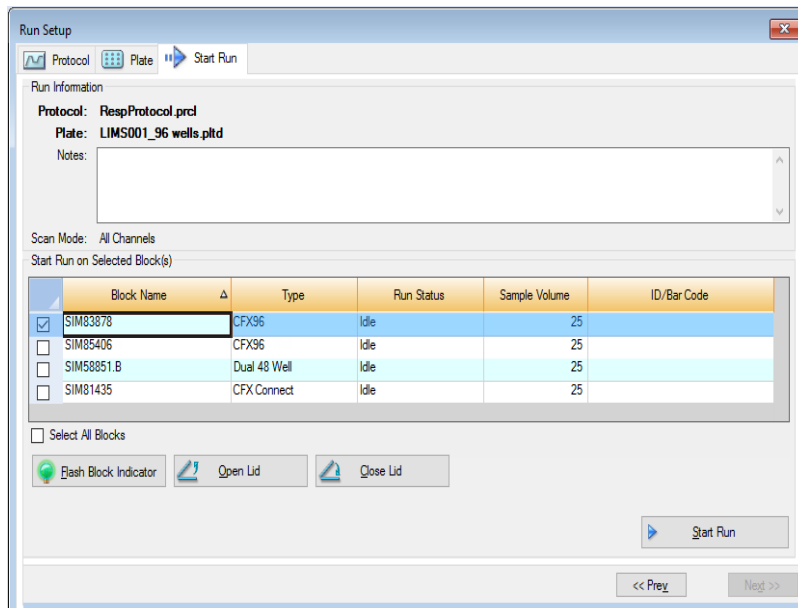 Run Setup
Protocol Plate Start Run
Run Information
Protocol: RespProtocol.prcl
Plate: LIMS001_96 wells.pltd
Notes:
Scan Mode: All Channels
Start Run on Selected Block(s)
Block Name Type Run Status Sample Volume ID/Bar Code
SIM83878 CFX96 Idle 25
SIM85406 CFX96 Idle 25
SIM58851.B Dual 48 Well Idle 25
SIM81435 CFX Connect Idle 25
Select All Blocks
Flash Block Indicator Open Lid Close Lid
Start Run
<< Prev Next >>